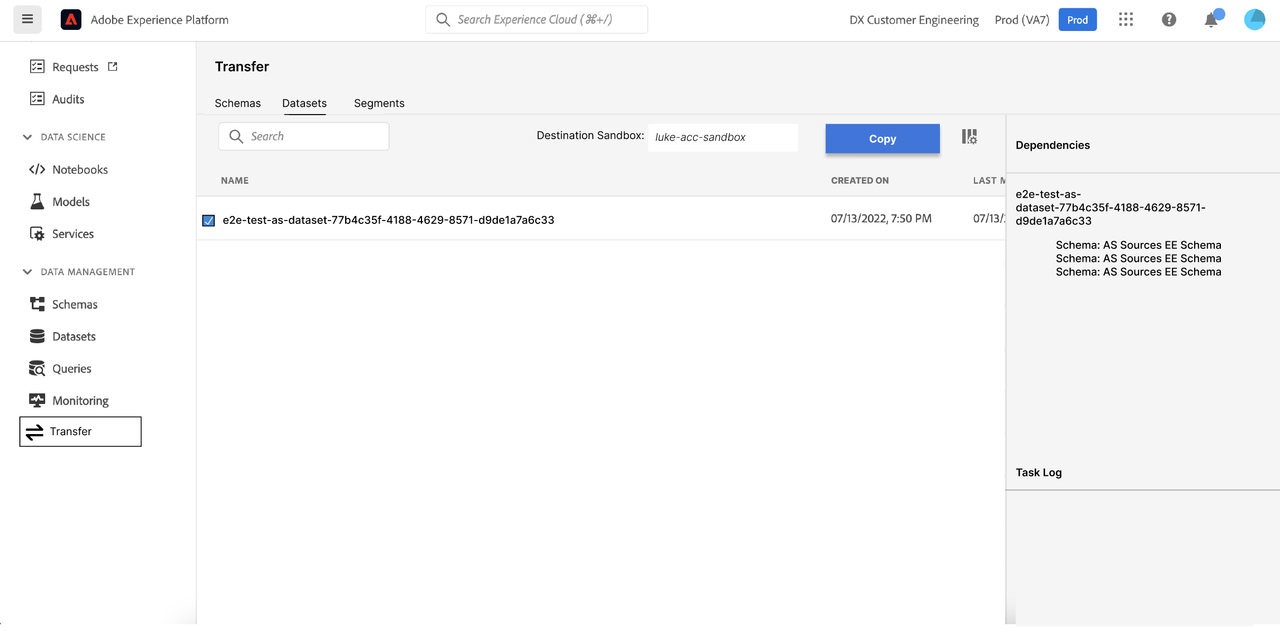 Adobe Experience Platform
Search Experience Cloud (⌘+/)
DX Customer Engineering
Prod (VA7)
Prod
Requests
Audits
DATA SCIENCE
Notebooks
Models
Services
DATA MANAGEMENT
Schemas
Datasets
Queries
Monitoring
Transfer
Transfer
Schemas Datasets Segments
Search
Destination Sandbox: luke-acc-sandbox
Copy
NAME CREATED ON LAST M
e2e-test-as-dataset-77b4c35f-4188-4629-8571-d9de1a7a6c33 07/13/2022, 7:50 PM 07/13/
Dependencies
e2e-test-as-
dataset-77b4c35f-4188-4629-8571-
d9de1a7a6c33
Schema: AS Sources EE Schema
Schema: AS Sources EE Schema
Schema: AS Sources EE Schema
Task Log